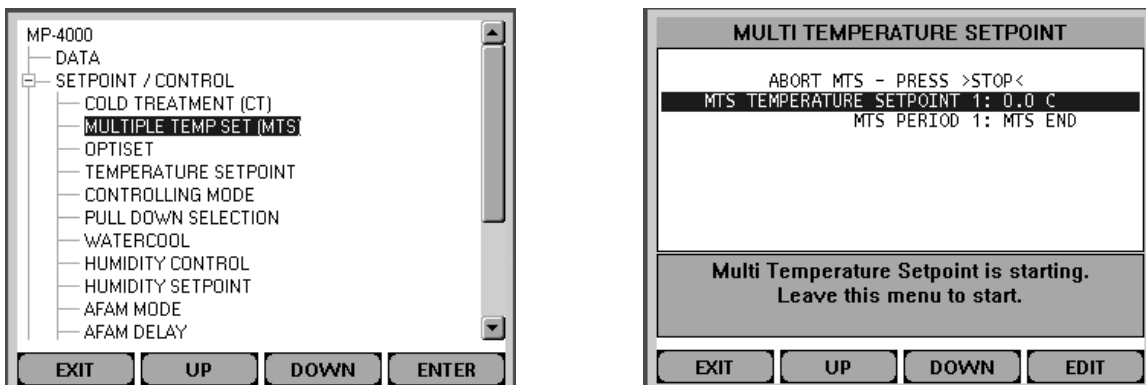 MP-4000
DATA
SETPOINT / CONTROL
COLD TREATMENT (CT)
MULTIPLE TEMP SET (MTS)
OPTISET
TEMPERATURE SETPOINT
CONTROLLING MODE
PULL DOWN SELECTION
WATERCOOL
HUMIDITY CONTROL
HUMIDITY SETPOINT
AFAM MODE
AFAM DELAY
EXIT UP DOWN ENTER
MULTI TEMPERATURE SETPOINT
ABORT MTS - PRESS >STOP<
MTS TEMPERATURE SETPOINT 1: 0.0 C
MTS PERIOD 1: MTS END
Multi Temperature Setpoint is starting.
Leave this menu to start.
EXIT UP DOWN EDIT